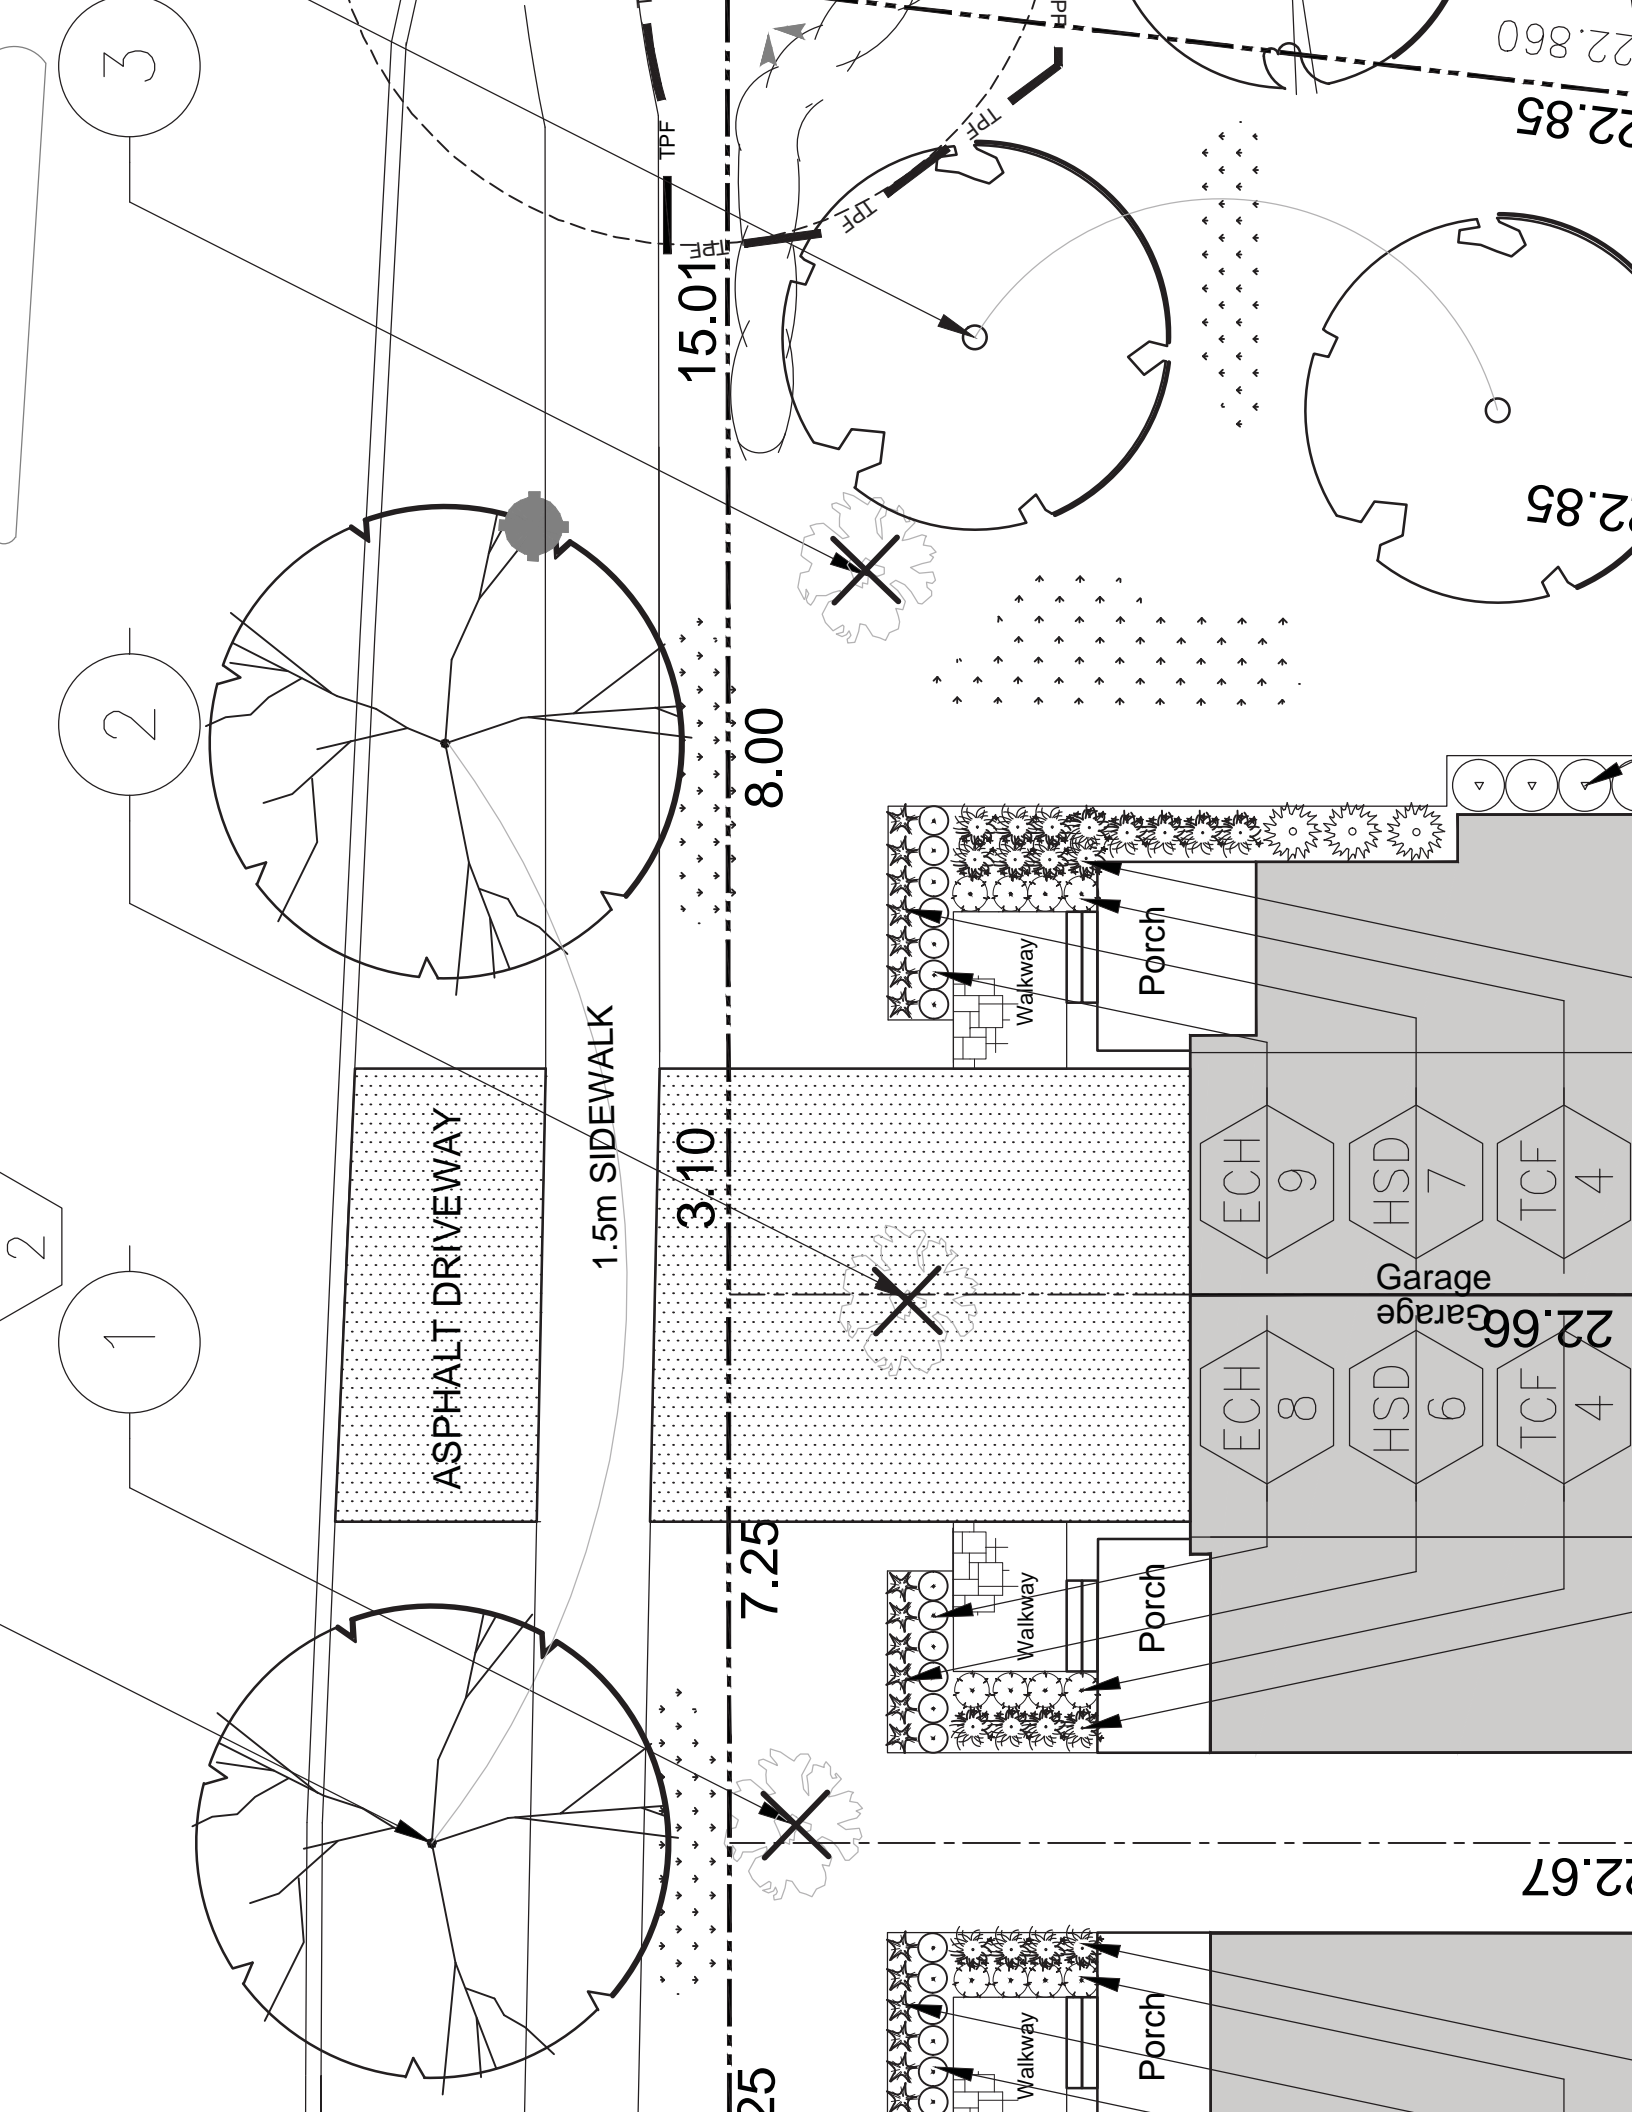 3
22.860
22.85
TPF
TPF
TPF
TPF
15.01
22.85
2
8.00
Porch
Walkway
1.5m SIDEWALK
ASPHALT DRIVEWAY
3.10
ECH
9
HSD
7
TCF
4
2
Garage
Garage
22.66
1
ECH
8
HSD
6
TCF
4
7.25
Walkway
Porch
22.67
Walkway
Porch
25